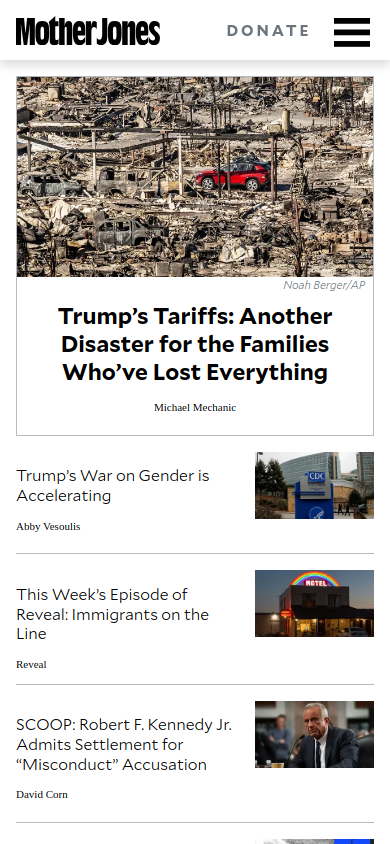 Mother Jones
DONATE
Noah Berger/AP
Trump’s Tariffs: Another
Disaster for the Families
Who’ve Lost Everything
Michael Mechanic
Trump’s War on Gender is
Accelerating
Abby Vesoulis
CDC
This Week’s Episode of
Reveal: Immigrants on the
Line
Reveal
MOTEL
SCOOP: Robert F. Kennedy Jr.
Admits Settlement for
“Misconduct” Accusation
David Corn